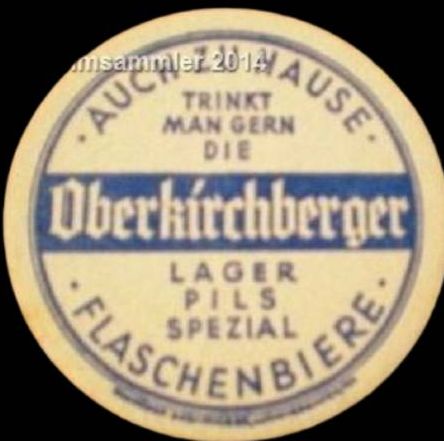 msammler 2014
· AUCH ZU HAUSE ·
TRINKT
MAN GERN
DIE
Oberkirchberger
LAGER
PILS
SPEZIAL
· FLASCHENBIERE ·